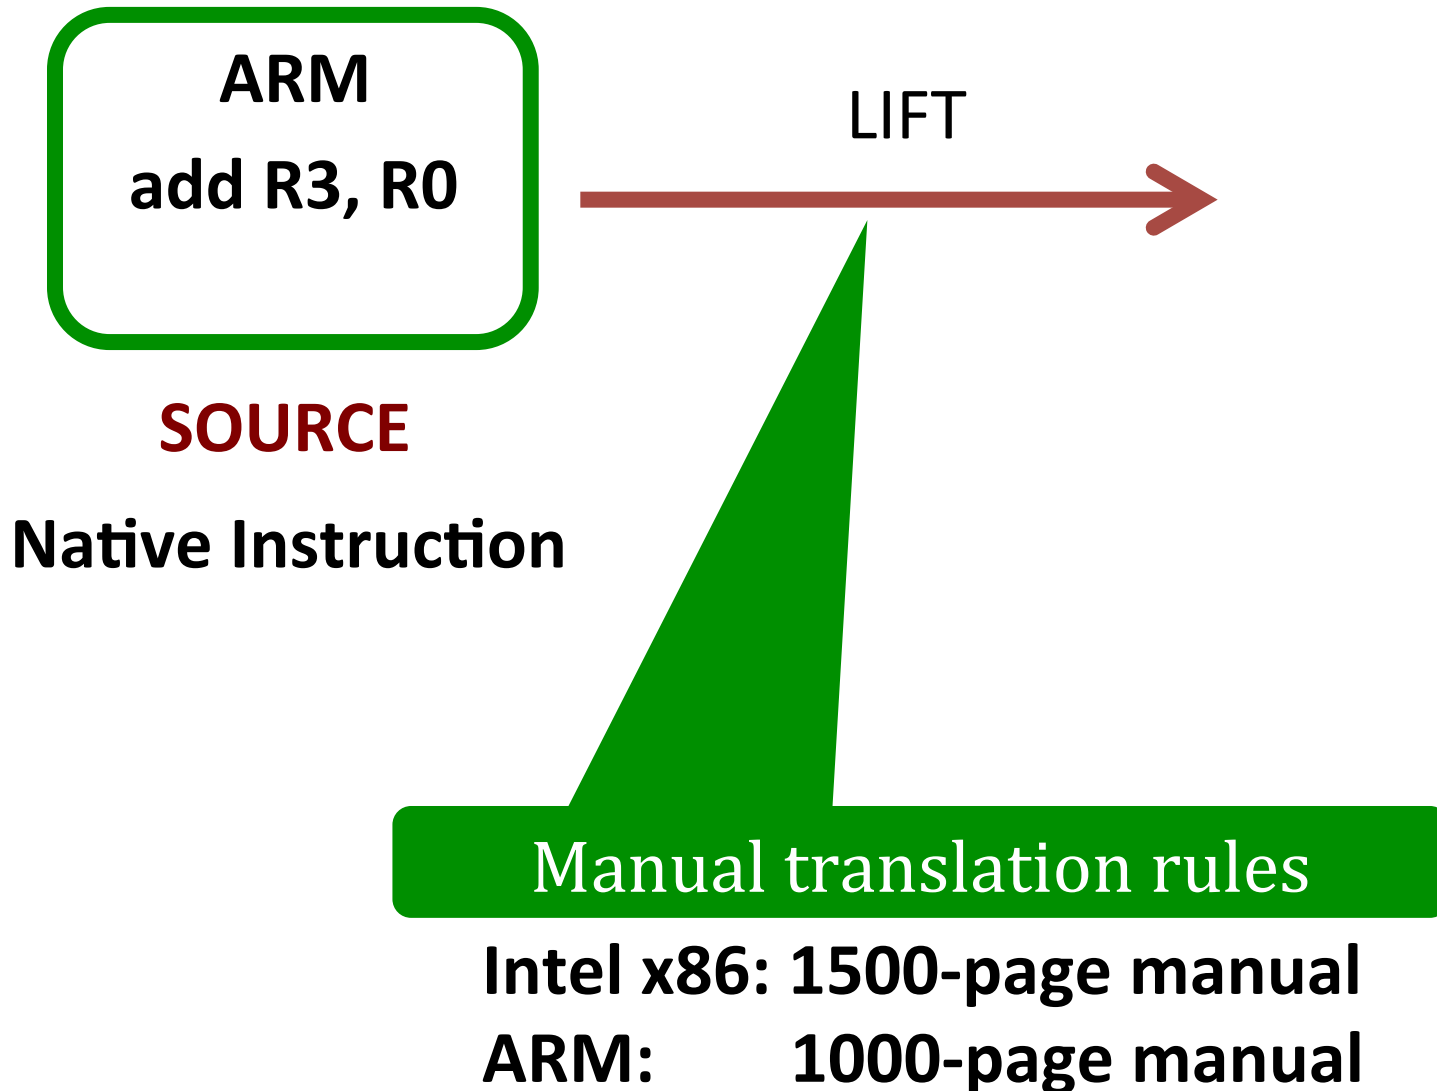 ARM
add R3, R0
LIFT
SOURCE
Native Instruction
Manual translation rules
Intel x86: 1500-page manual
ARM: 1000-page manual